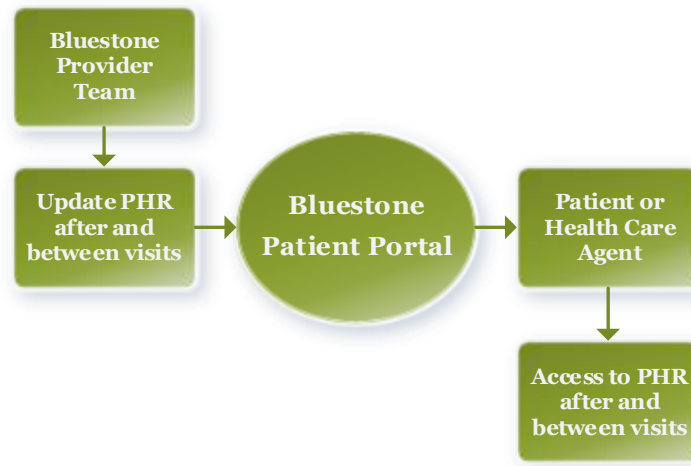 Bluestone
Provider
Team
Update PHR
after and
between visits
Bluestone
Patient Portal
Patient or
Health Care
Agent
Access to PHR
after and
between visits